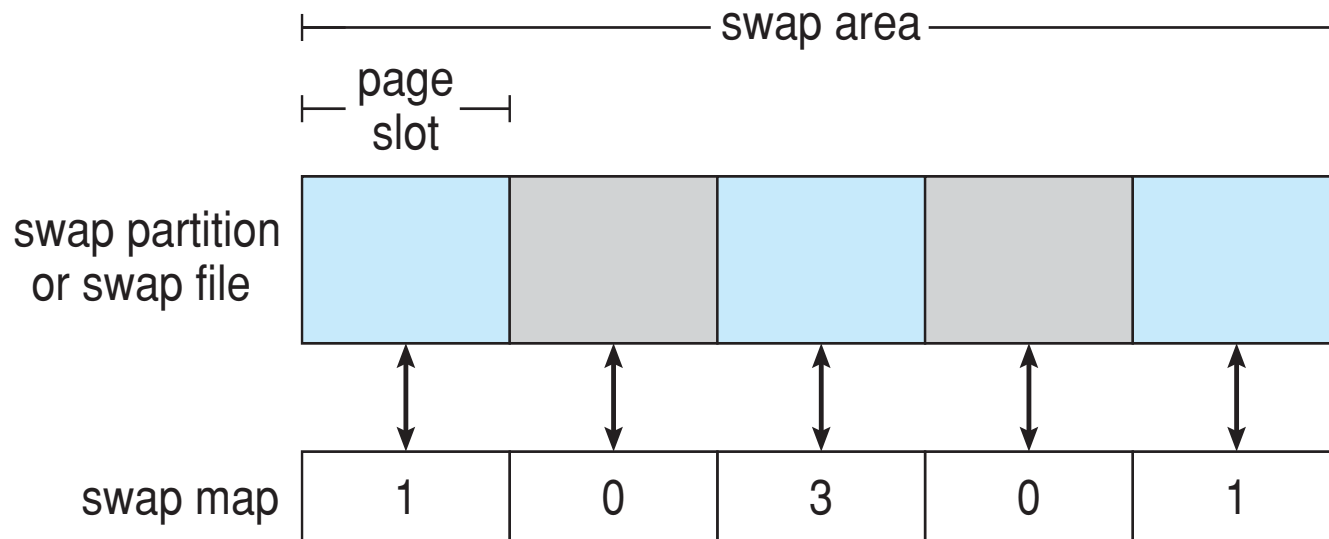 swap area
page
slot
swap partition
or swap file
swap map 1 0 3 0 1